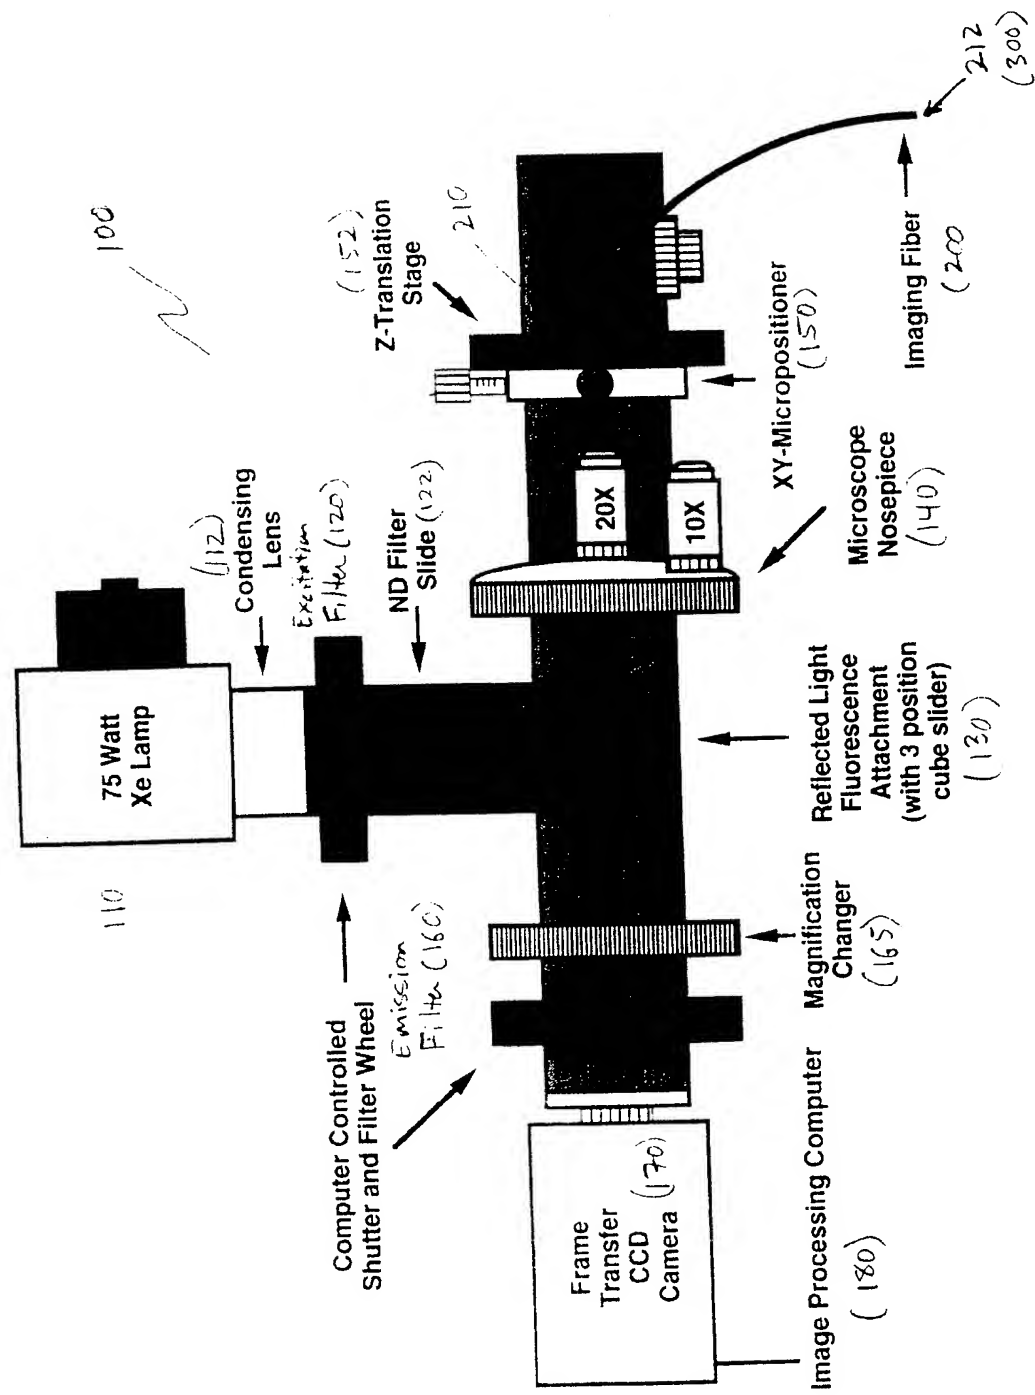 100
110
75 Watt
Xe Lamp
(112)
Condensing
Lens
Excitation
Filter (120)
ND Filter
Slide (122)
(152)
Z-Translation
Stage
210
Computer Controlled
Shutter and Filter Wheel
Emission
Filter (160)
20X
10X
Frame
Transfer
CCD
Camera (170)
Image Processing Computer
(180)
Magnification
Changer
(165)
Reflected Light
Fluorescence
Attachment
(with 3 position
cube slider)
(130)
Microscope
Nosepiece
(140)
XY-Micropositioner
(150)
Imaging Fiber
(200)
212
(300)